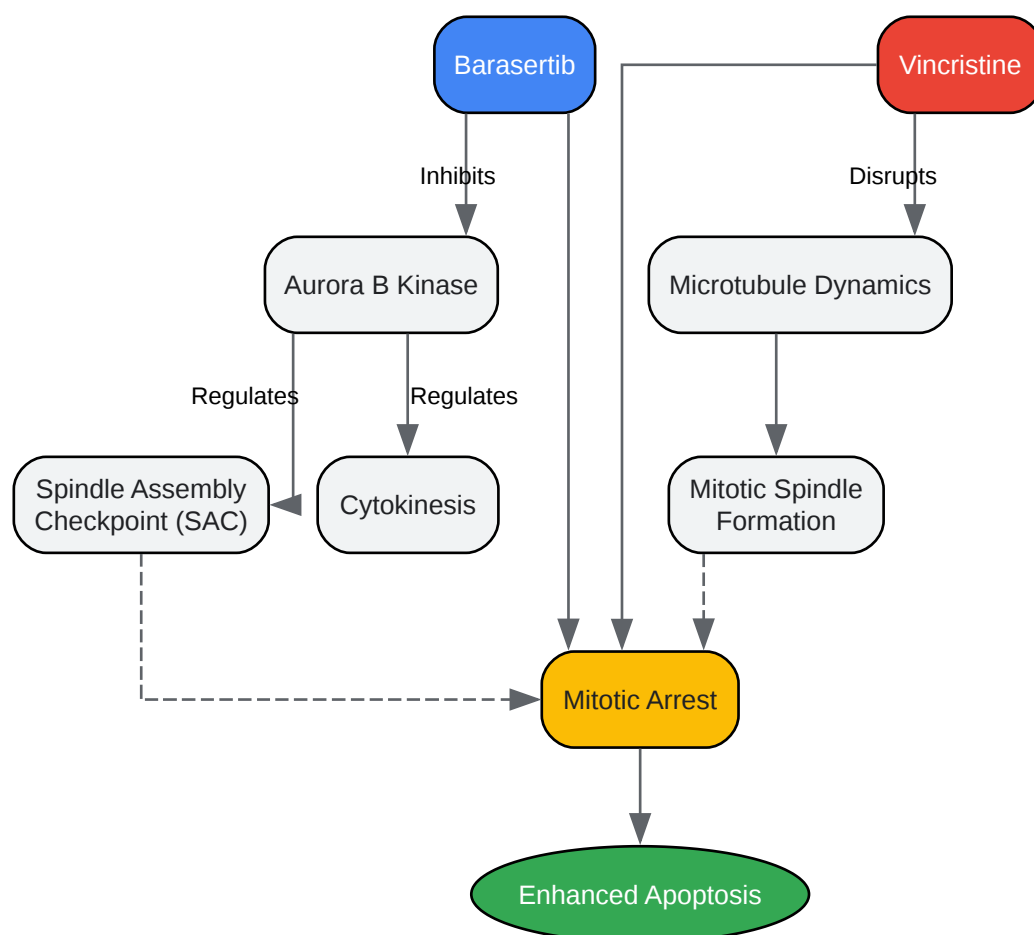 Barasertib
Vincristine
Inhibits
Disrupts
Aurora B Kinase
Microtubule Dynamics
Regulates
Regulates
Spindle Assembly
Checkpoint (SAC)
Cytokinesis
Mitotic Spindle
Formation
Mitotic Arrest
Enhanced Apoptosis